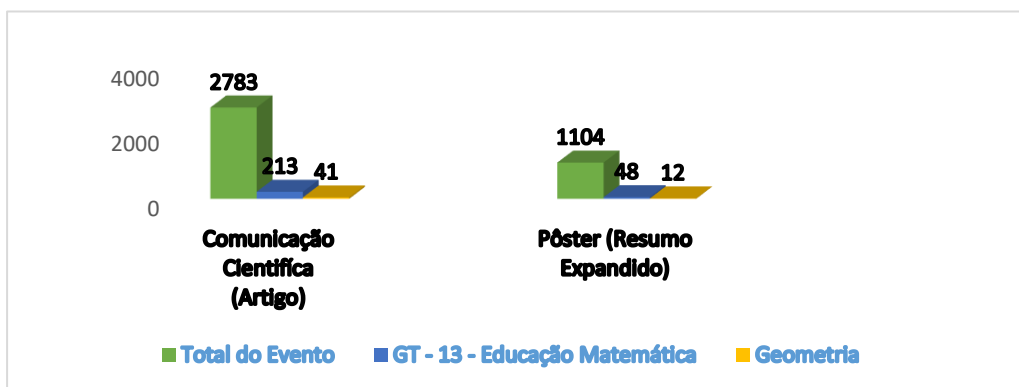 4000
2000
0
2783
213
41
1104
48
12
Comunicação
Científica
(Artigo)
Pôster (Resumo
Expandido)
Total do Evento
GT - 13 - Educação Matemática
Geometria